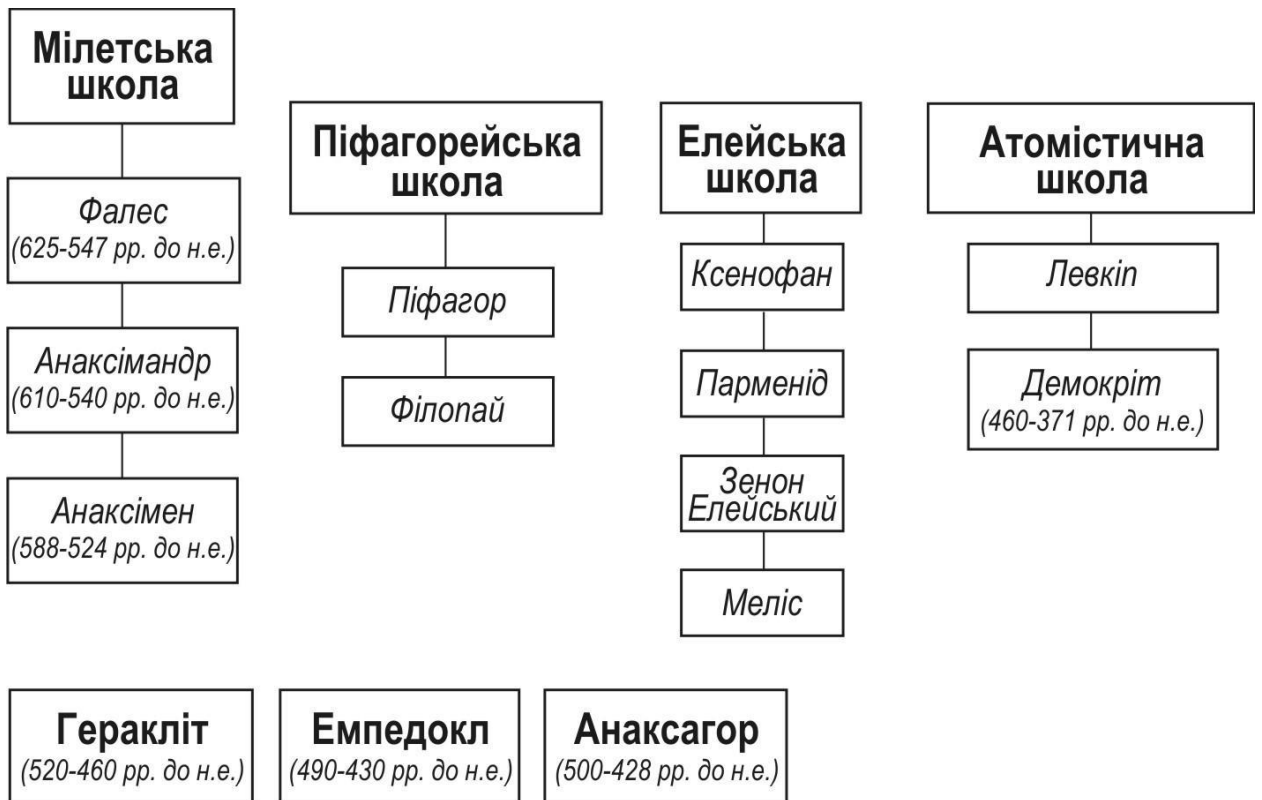 Мілетська
школа
Фалес
(625-547 рр. до н.е.)
Анаксімандр
(610-540 рр. до н.е.)
Анаксімен
(588-524 рр. до н.е.)
Піфагорейська
школа
Піфагор
Філопай
Елейська
школа
Ксенофан
Парменід
Зенон
Елейський
Меліс
Атомістична
школа
Левкіп
Демокріт
(460-371 рр. до н.е.)
Геракліт
(520-460 рр. до н.е.)
Емпедокл
(490-430 рр. до н.е.)
Анаксагор
(500-428 рр. до н.е.)